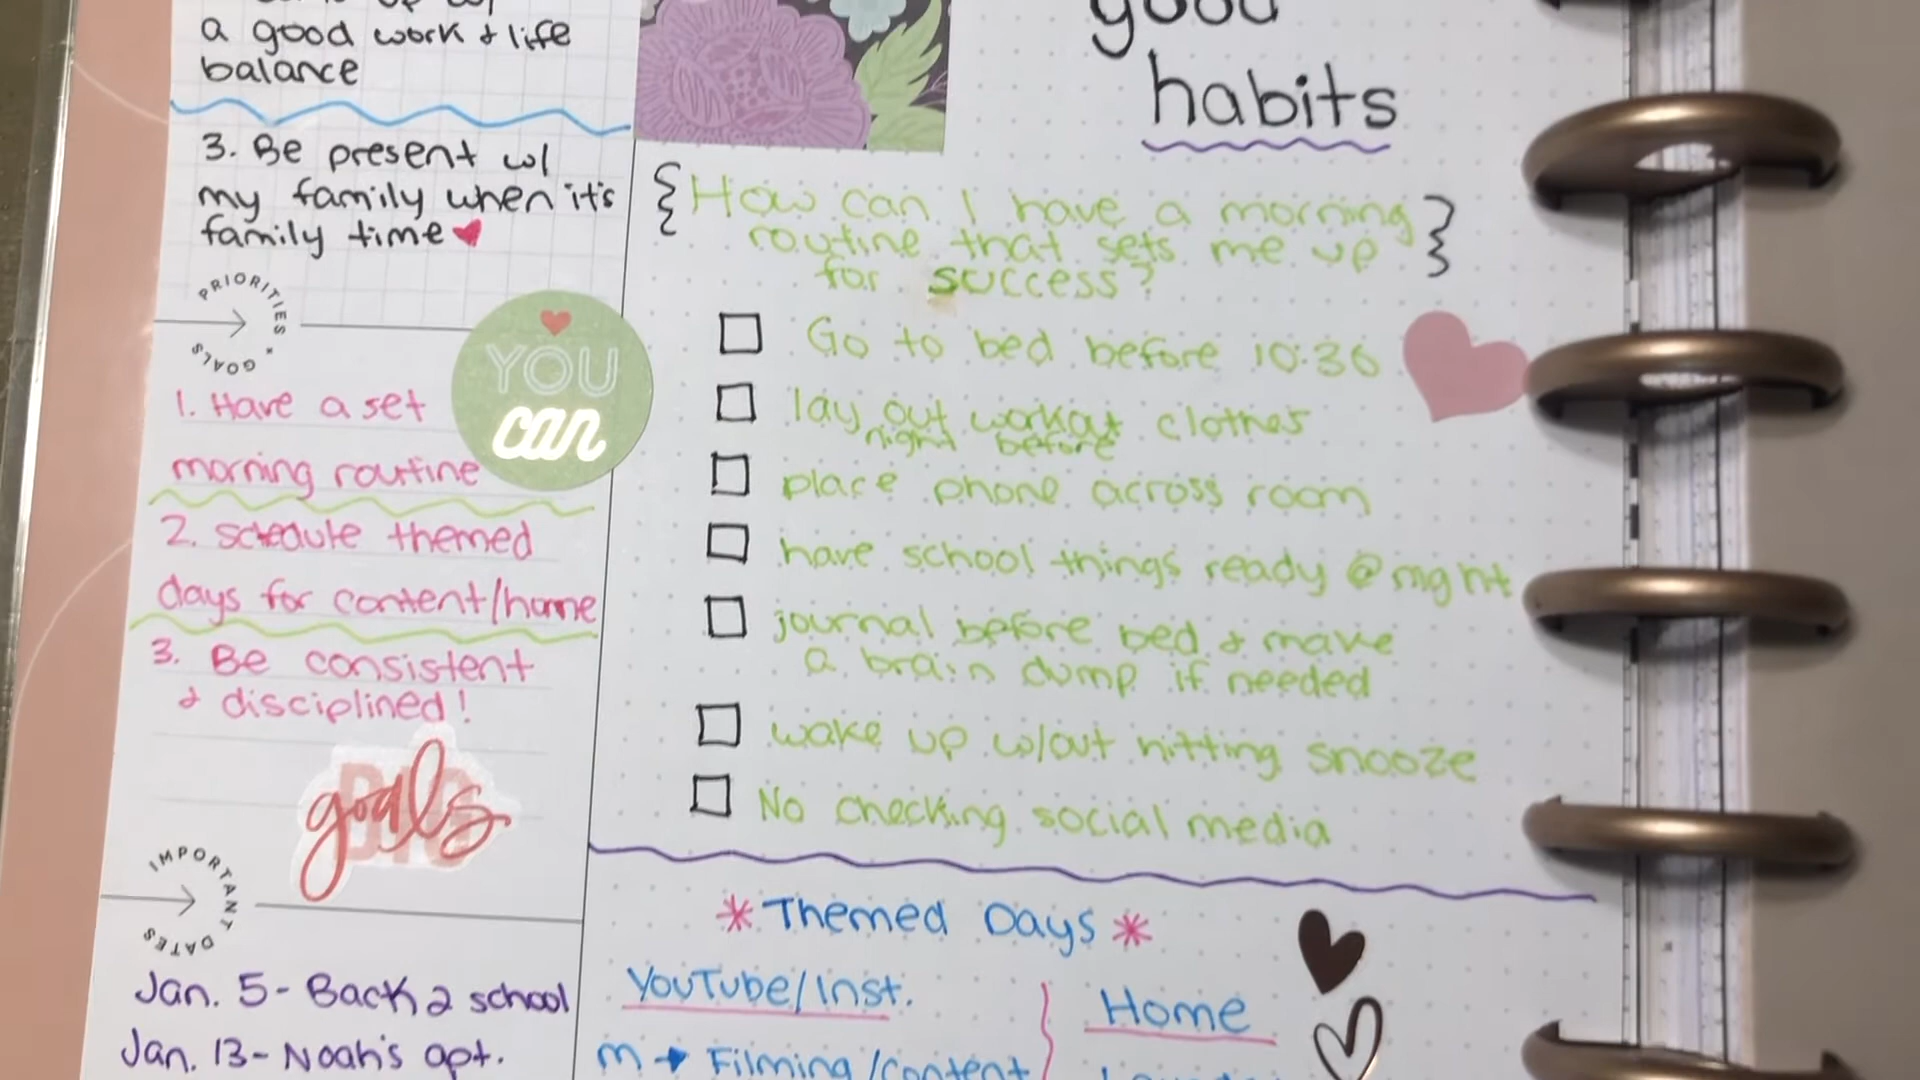 a good work & life
balance
3. Be present w/
my family when it's
family time
PRIORITIES * GOALS
YOU
can
1. Have a set
morning routine
2. schedule themed
days for content/home
3. Be consistent
& disciplined!
BIG
goals
IMPORTANT DATES
Jan. 5 - Back 2 school
Jan. 13 - Noah's apt.
good
habits
{How can I have a morning
routine that sets me up
for success?}
Go to bed before 10:30
lay out workout clothes
night before
place phone across room
have school things ready @ night
journal before bed & make
a brain dump if needed
wake up w/out hitting snooze
No checking social media
* Themed Days *
YouTube/Inst.
M → Filming/content
Home